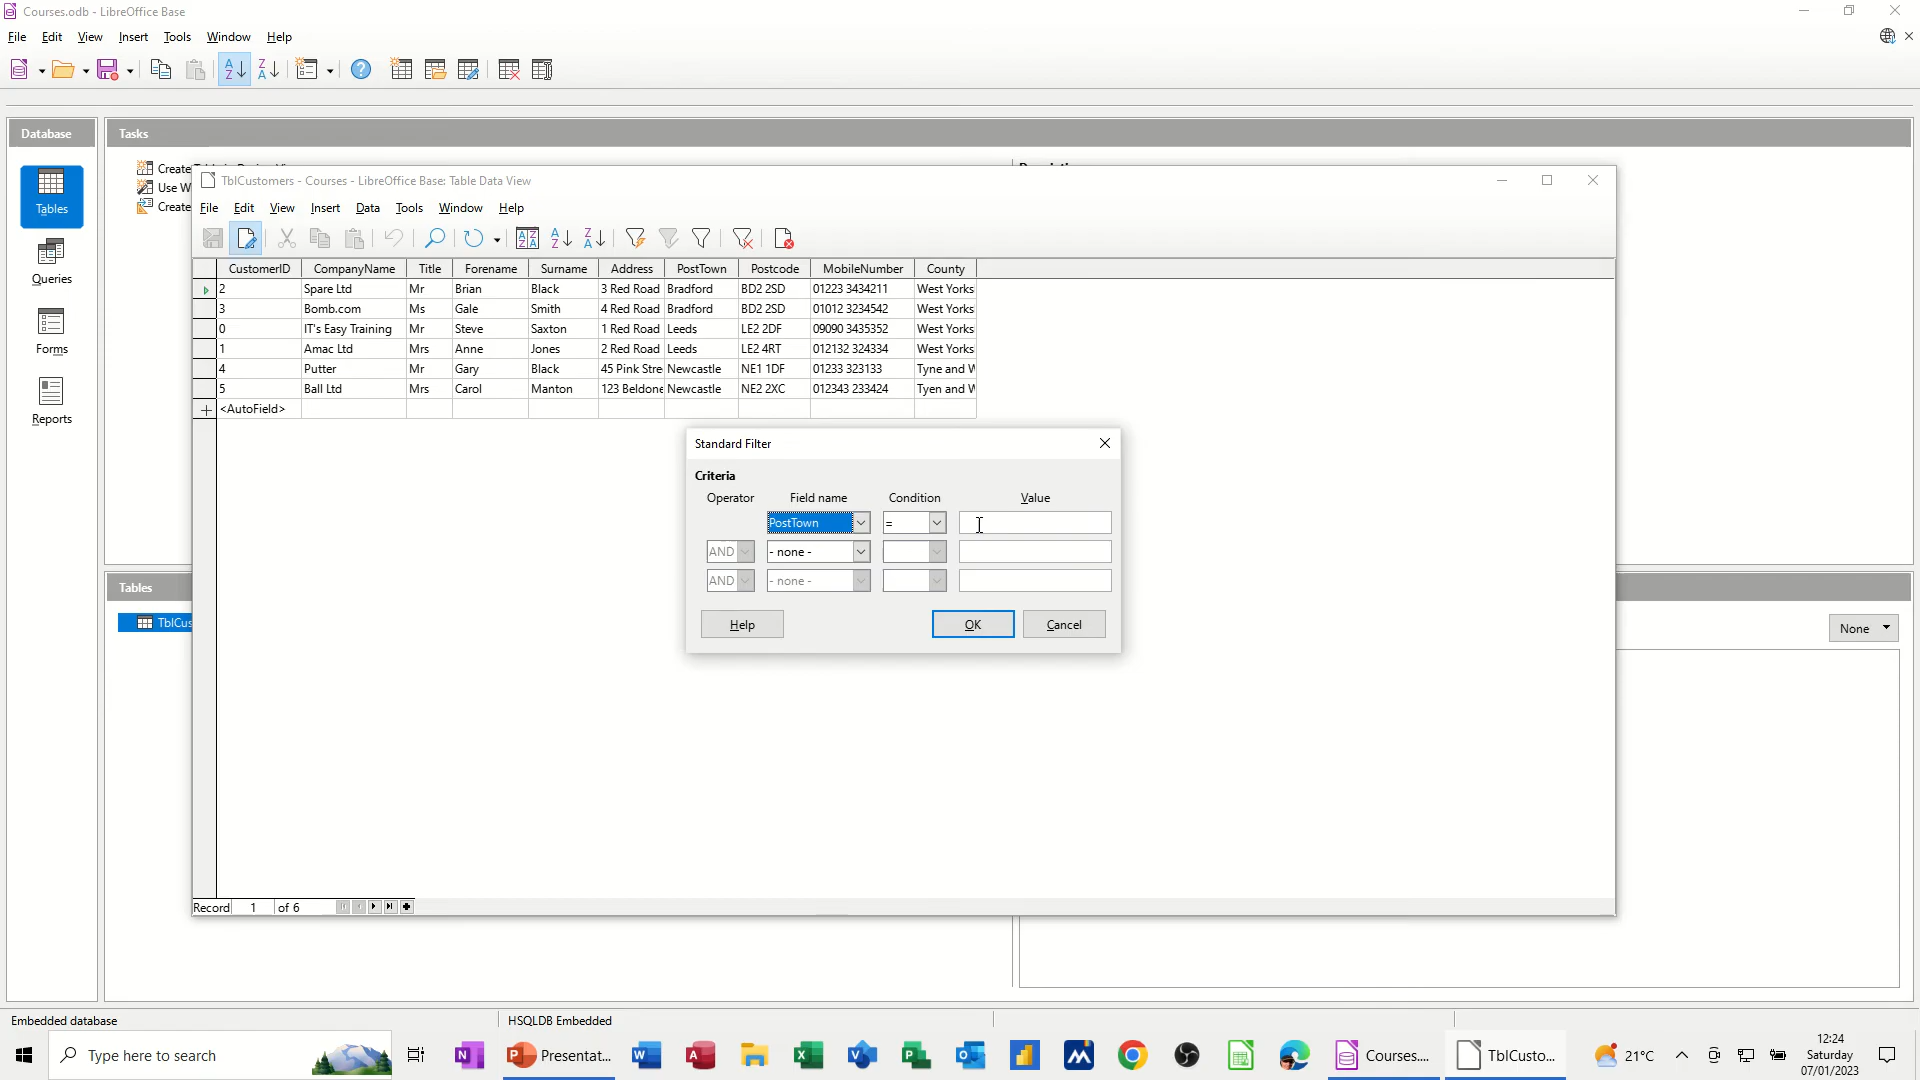 Courses.odb - LibreOffice Base
File Edit View Insert Tools Window Help
Database
Tasks
Tables
Queries
Forms
Reports
Create
Use W
Create
TblCustomers - Courses - LibreOffice Base: Table Data View
File Edit View Insert Data Tools Window Help
CustomerID CompanyName Title Forename Surname Address PostTown Postcode MobileNumber County
2 Spare Ltd Mr Brian Black 3 Red Road Bradford BD2 2SD 01223 3434211 West Yorks
3 Bomb.com Ms Gale Smith 4 Red Road Bradford BD2 2SD 01012 3234542 West Yorks
0 IT's Easy Training Mr Steve Saxton 1 Red Road Leeds LE2 2DF 09090 3435352 West Yorks
1 Amac Ltd Mrs Anne Jones 2 Red Road Leeds LE2 4RT 012132 324334 West Yorks
4 Putter Mr Gary Black 45 Pink Stre Newcastle NE1 1DF 01233 323133 Tyne and W
5 Ball Ltd Mrs Carol Manton 123 Beldone Newcastle NE2 2XC 012343 233424 Tyen and W
<AutoField>
Standard Filter
Criteria
Operator Field name Condition Value
PostTown =
AND - none -
AND - none -
Help OK Cancel
Tables
TblCus
None
Record 1 of 6
Embedded database HSQLDB Embedded
Type here to search
Presentat...
Courses....
TblCusto...
21°C
12:24
Saturday
07/01/2023